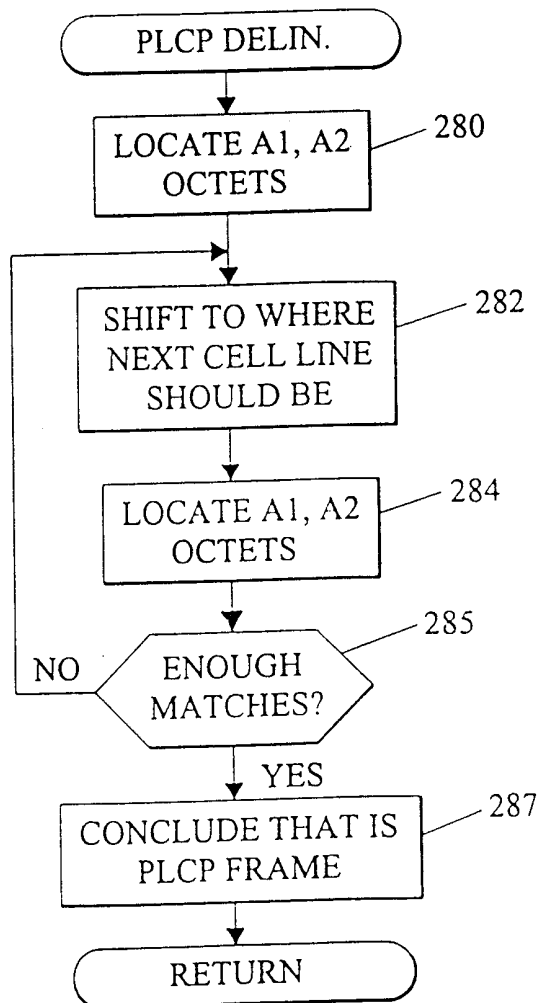 PLCP DELIN.
LOCATE A1, A2
OCTETS
280
SHIFT TO WHERE
NEXT CELL LINE
SHOULD BE
282
LOCATE A1, A2
OCTETS
284
ENOUGH
MATCHES?
285
NO
YES
CONCLUDE THAT IS
PLCP FRAME
287
RETURN